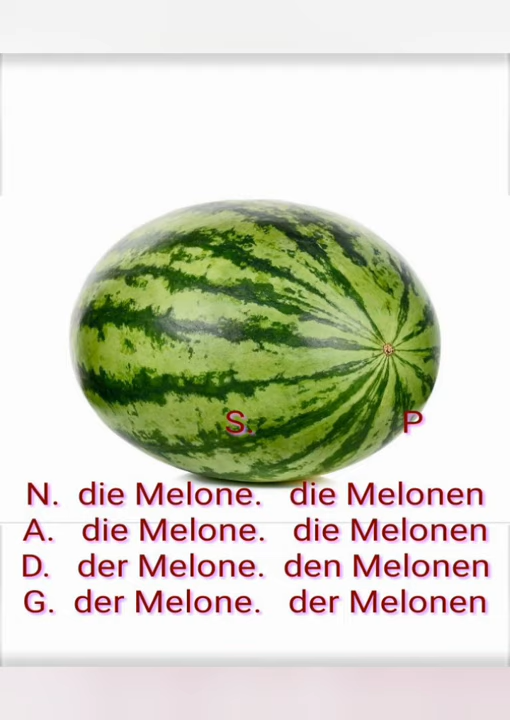 S. P
N. die Melone. die Melonen
A. die Melone. die Melonen
D. der Melone. den Melonen
G. der Melone. der Melonen